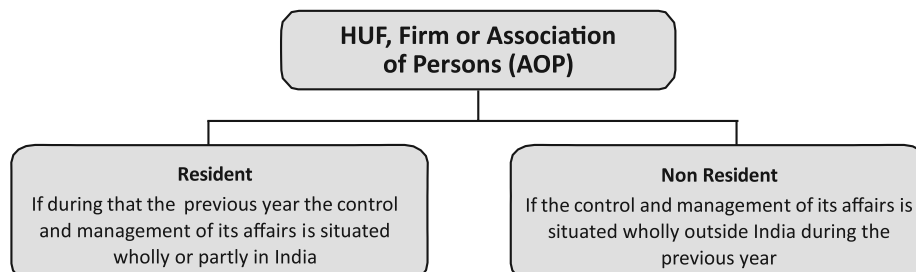 HUF, Firm or Association
of Persons (AOP)
Resident
If during that the previous year the control
and management of its affairs is situated
wholly or partly in India
Non Resident
If the control and management of its affairs is
situated wholly outside India during the
previous year